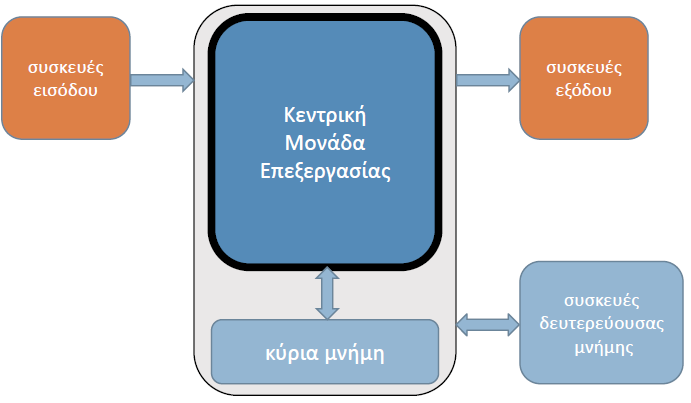 συσκευές
εισόδου
Κεντρική
Μονάδα
Επεξεργασίας
συσκευές
εξόδου
κύρια μνήμη
συσκευές
δευτερεύουσας
μνήμης